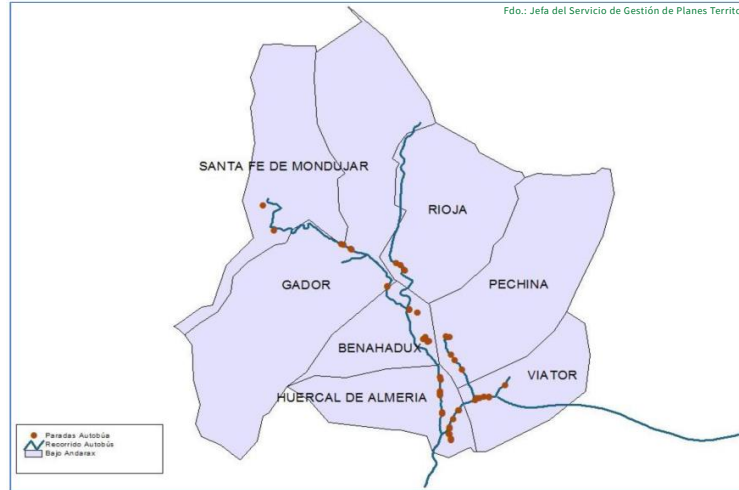 Fdo.: Jefa del Servicio de Gestión de Planes Territo
SANTA FE DE MONDUJAR
RIOJA
GADOR
PECHINA
BENAHADUX
VIATOR
HUERCAL DE ALMERIA
Paradas Autobúa
Recorrido Autobús
Bajo Andarax